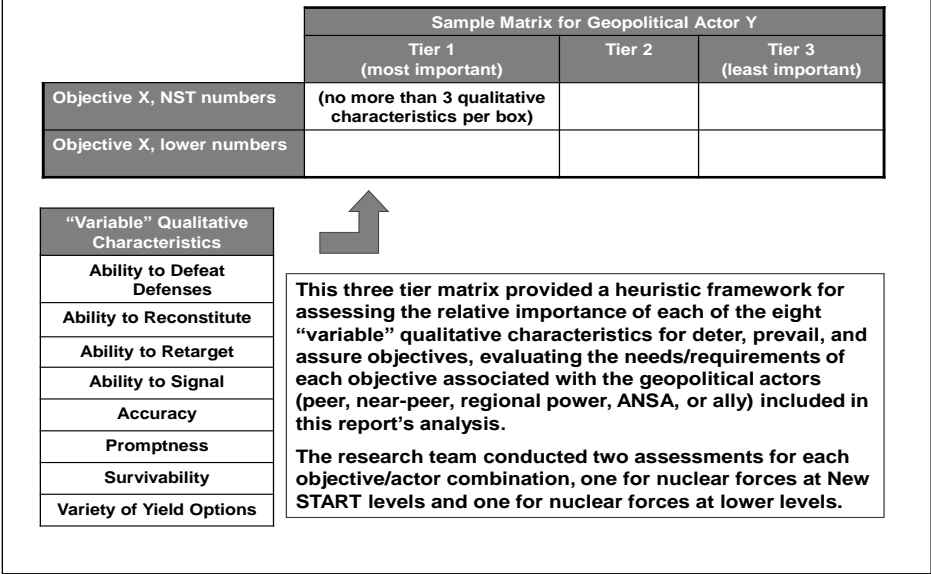 Sample Matrix for Geopolitical Actor Y
Tier 1
(most important)
Tier 2
Tier 3
(least important)
Objective X, NST numbers
(no more than 3 qualitative
characteristics per box)
Objective X, lower numbers
“Variable” Qualitative
Characteristics
Ability to Defeat
Defenses
Ability to Reconstitute
Ability to Retarget
Ability to Signal
Accuracy
Promptness
Survivability
Variety of Yield Options
This three tier matrix provided a heuristic framework for
assessing the relative importance of each of the eight
“variable” qualitative characteristics for deter, prevail, and
assure objectives, evaluating the needs/requirements of
each objective associated with the geopolitical actors
(peer, near-peer, regional power, ANSA, or ally) included in
this report’s analysis.
The research team conducted two assessments for each
objective/actor combination, one for nuclear forces at New
START levels and one for nuclear forces at lower levels.